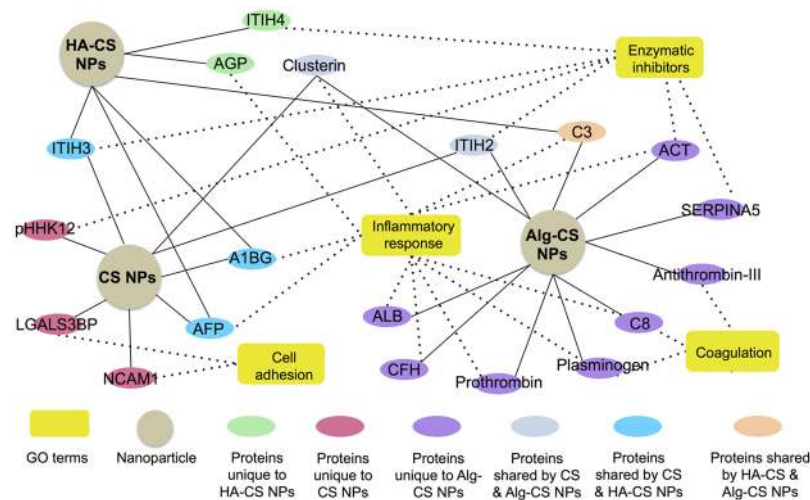 ITIH4
HA-CS
NPs
AGP
Clusterin
Enzymatic
inhibitors
C3
ITIH3
ITIH2
ACT
pHHK12
SERPINA5
Inflammatory
response
Alg-CS
NPs
A1BG
CS NPs
Antithrombin-III
ALB
C8
LGALS3BP
AFP
Cell
adhesion
Coagulation
NCAM1
CFH
Prothrombin
Plasminogen
GO terms
Nanoparticle
Proteins
unique to
HA-CS NPs
Proteins
unique to
CS NPs
Proteins
unique to Alg-
CS NPs
Proteins
shared by CS
& Alg-CS NPs
Proteins
shared by CS
& HA-CS NPs
Proteins shared
by HA-CS &
Alg-CS NPs